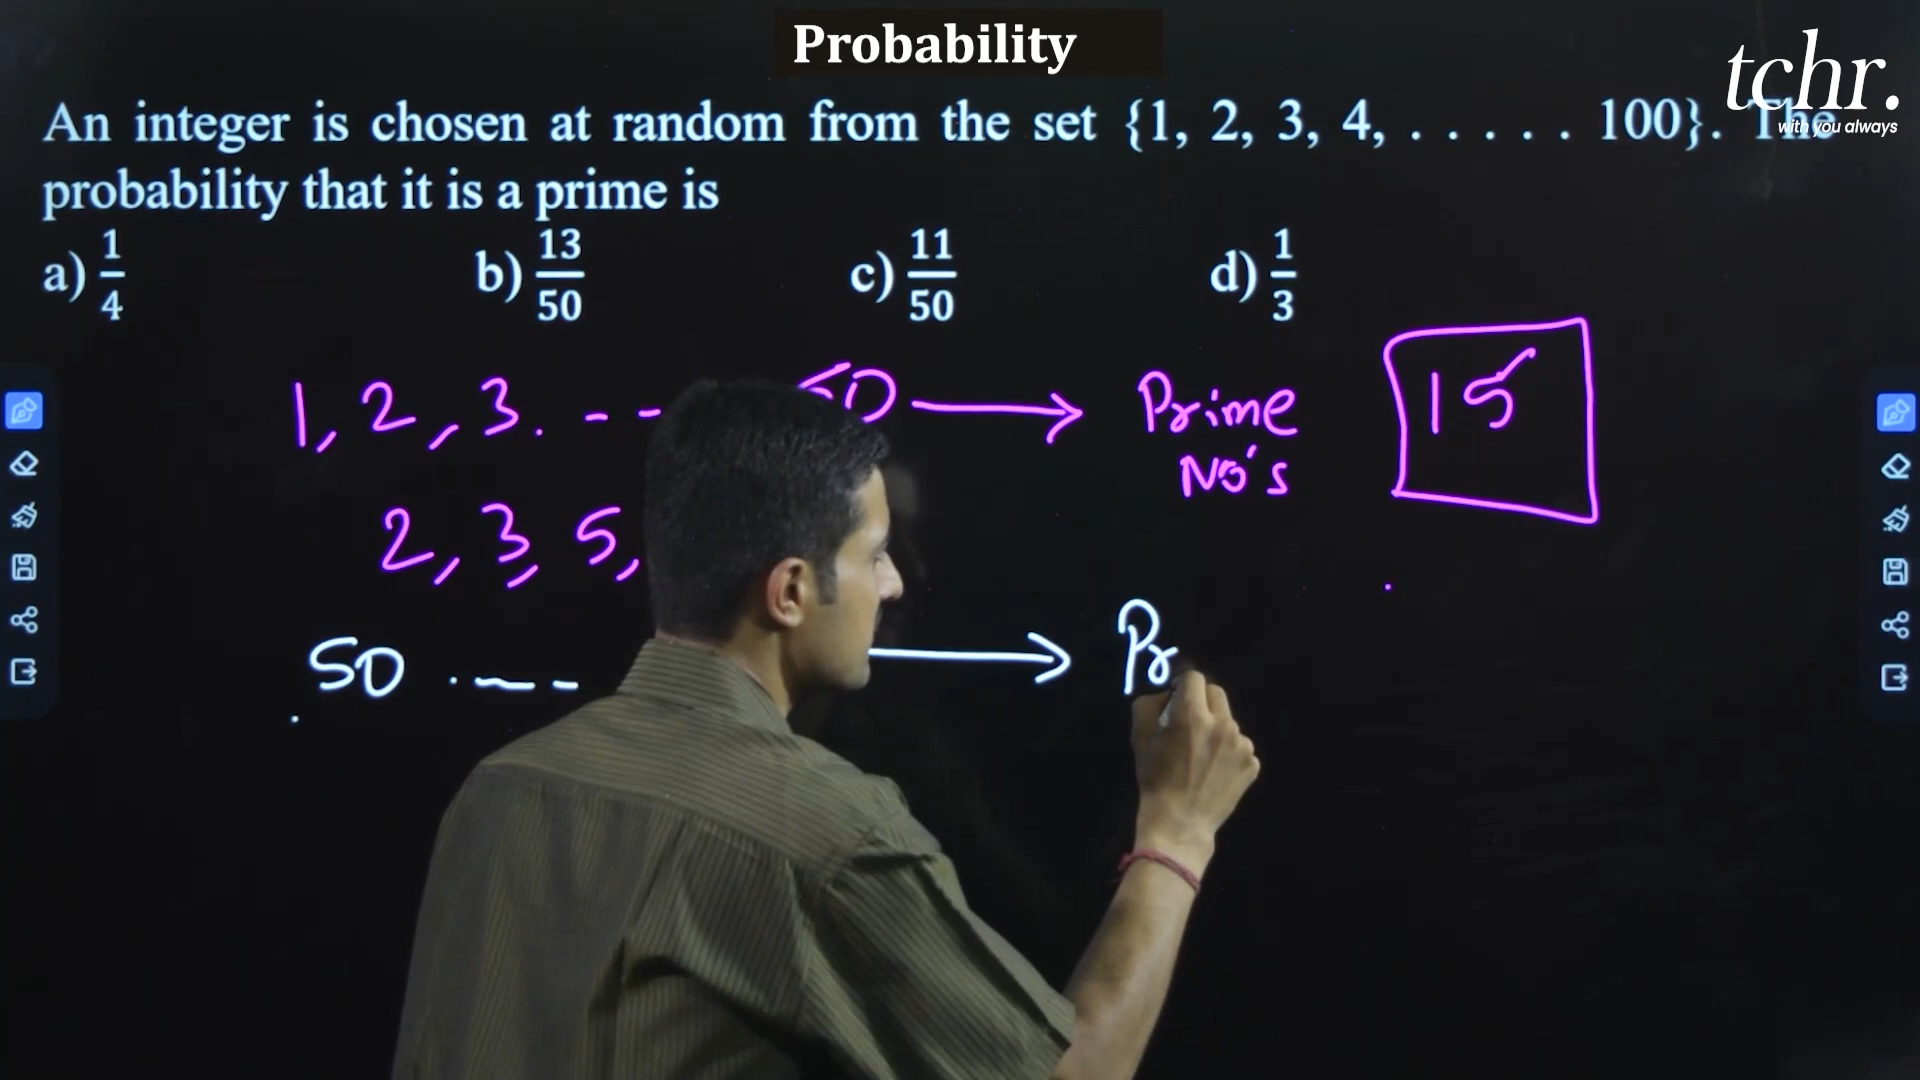 Probability
tchr.
with you always
An integer is chosen at random from the set {1, 2, 3, 4, . . . . . 100}. The
probability that it is a prime is
a) 1/4 b) 13/50 c) 11/50 d) 1/3
1, 2, 3. - - 50 → Prime
No's
15
2, 3, 5,
50 . - - → Pr